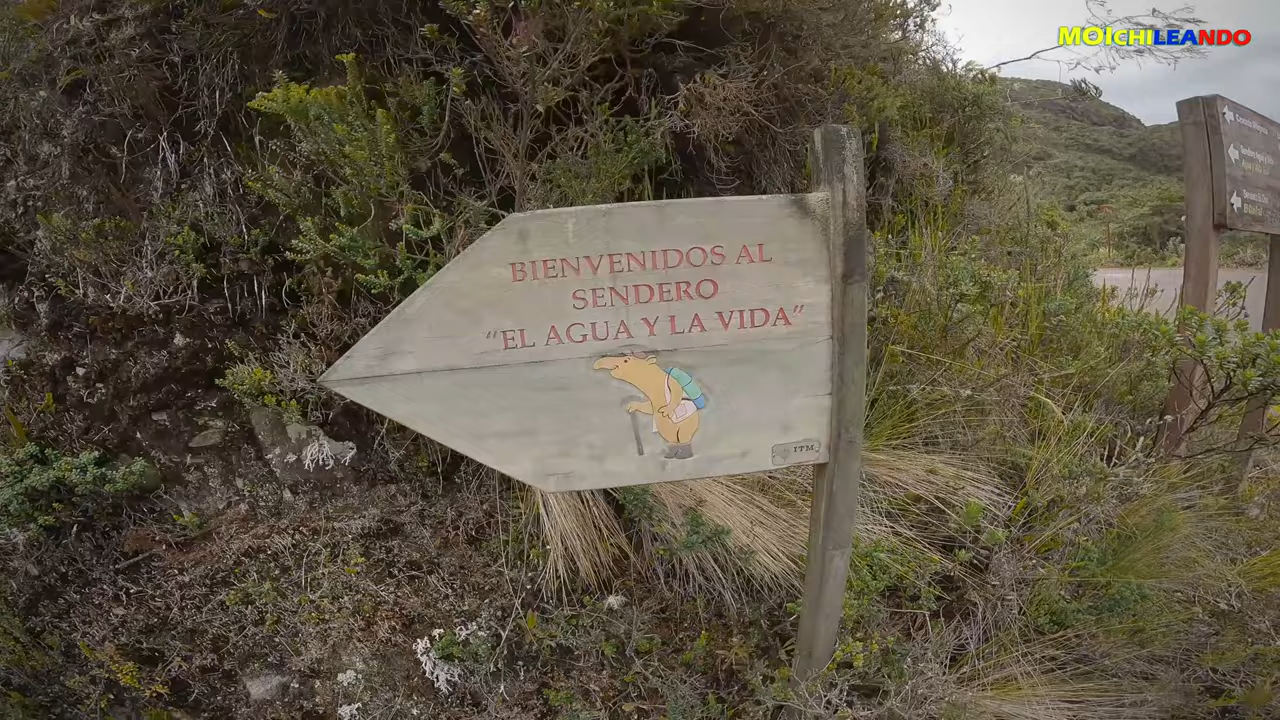 MOICHILEANDO
BIENVENIDOS AL
SENDERO
“EL AGUA Y LA VIDA”
ITM